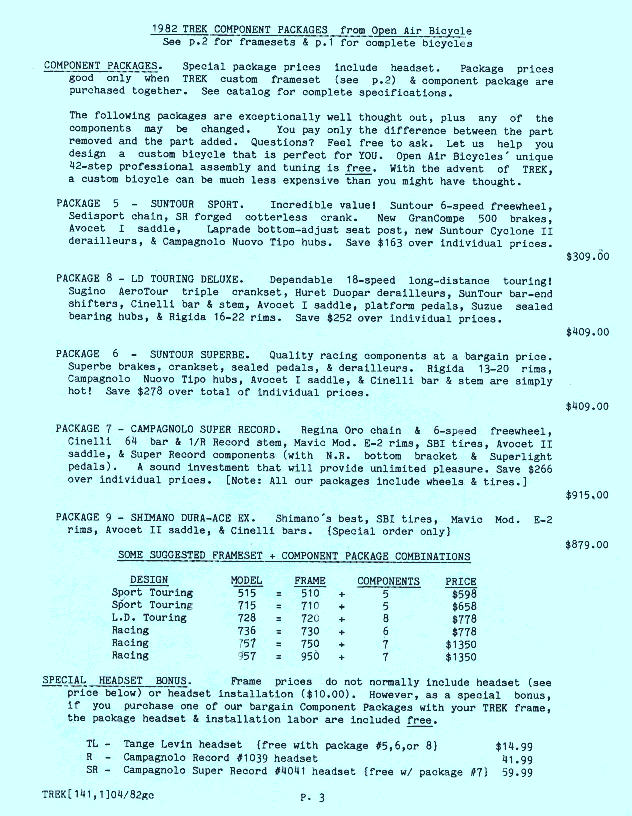 1982 TREK COMPONENT PACKAGES from Open Air Bicycle
See p.2 for framesets & p.1 for complete bicycles
COMPONENT PACKAGES. Special package prices include headset. Package prices
good only when TREK custom frameset (see p.2) & component package are
purchased together. See catalog for complete specifications.
The following packages are exceptionally well thought out, plus any of the
components may be changed. You pay only the difference between the part
removed and the part added. Questions? Feel free to ask. Let us help you
design a custom bicycle that is perfect for YOU. Open Air Bicycles' unique
42-step professional assembly and tuning is free. With the advent of TREK,
a custom bicycle can be much less expensive than you might have thought.
PACKAGE 5 - SUNTOUR SPORT. Incredible value! Suntour 6-speed freewheel,
Sedisport chain, SR forged cotterless crank. New GranCompe 500 brakes,
Avocet I saddle, Laprade bottom-adjust seat post, new Suntour Cyclone II
derailleurs, & Campagnolo Nuovo Tipo hubs. Save $163 over individual prices.
$309.00
PACKAGE 8 - LD TOURING DELUXE. Dependable 18-speed long-distance touring!
Sugino AeroTour triple crankset, Huret Duopar derailleurs, SunTour bar-end
shifters, Cinelli bar & stem, Avocet I saddle, platform pedals, Suzue sealed
bearing hubs, & Rigida 16-22 rims. Save $252 over individual prices.
$409.00
PACKAGE 6 - SUNTOUR SUPERBE. Quality racing components at a bargain price.
Superbe brakes, crankset, sealed pedals, & derailleurs. Rigida 13-20 rims,
Campagnolo Nuovo Tipo hubs, Avocet I saddle, & Cinelli bar & stem are simply
hot! Save $278 over total of individual prices.
$409.00
PACKAGE 7 - CAMPAGNOLO SUPER RECORD. Regina Oro chain & 6-speed freewheel,
Cinelli 64 bar & 1/R Record stem, Mavic Mod. E-2 rims, SBI tires, Avocet II
saddle, & Super Record components (with N.R. bottom bracket & Superlight
pedals). A sound investment that will provide unlimited pleasure. Save $266
over individual prices. [Note: All our packages include wheels & tires.]
$915.00
PACKAGE 9 - SHIMANO DURA-ACE EX. Shimano's best, SBI tires, Mavic Mod. E-2
rims, Avocet II saddle, & Cinelli bars. {Special order only}
$879.00
SOME SUGGESTED FRAMESET + COMPONENT PACKAGE COMBINATIONS
DESIGN MODEL FRAME COMPONENTS PRICE
Sport Touring 515 = 510 + 5 $598
Sport Touring 715 = 710 + 5 $658
L.D. Touring 728 = 720 + 8 $778
Racing 736 = 730 + 6 $778
Racing 757 = 750 + 7 $1350
Racing 957 = 950 + 7 $1350
SPECIAL HEADSET BONUS. Frame prices do not normally include headset (see
price below) or headset installation ($10.00). However, as a special bonus,
if you purchase one of our bargain Component Packages with your TREK frame,
the package headset & installation labor are included free.
TL - Tange Levin headset {free with package #5,6,or 8} $14.99
R - Campagnolo Record #1039 headset 41.99
SR - Campagnolo Super Record #4041 headset {free w/ package #7} 59.99
TREK[141,1]04/82gc
P. 3